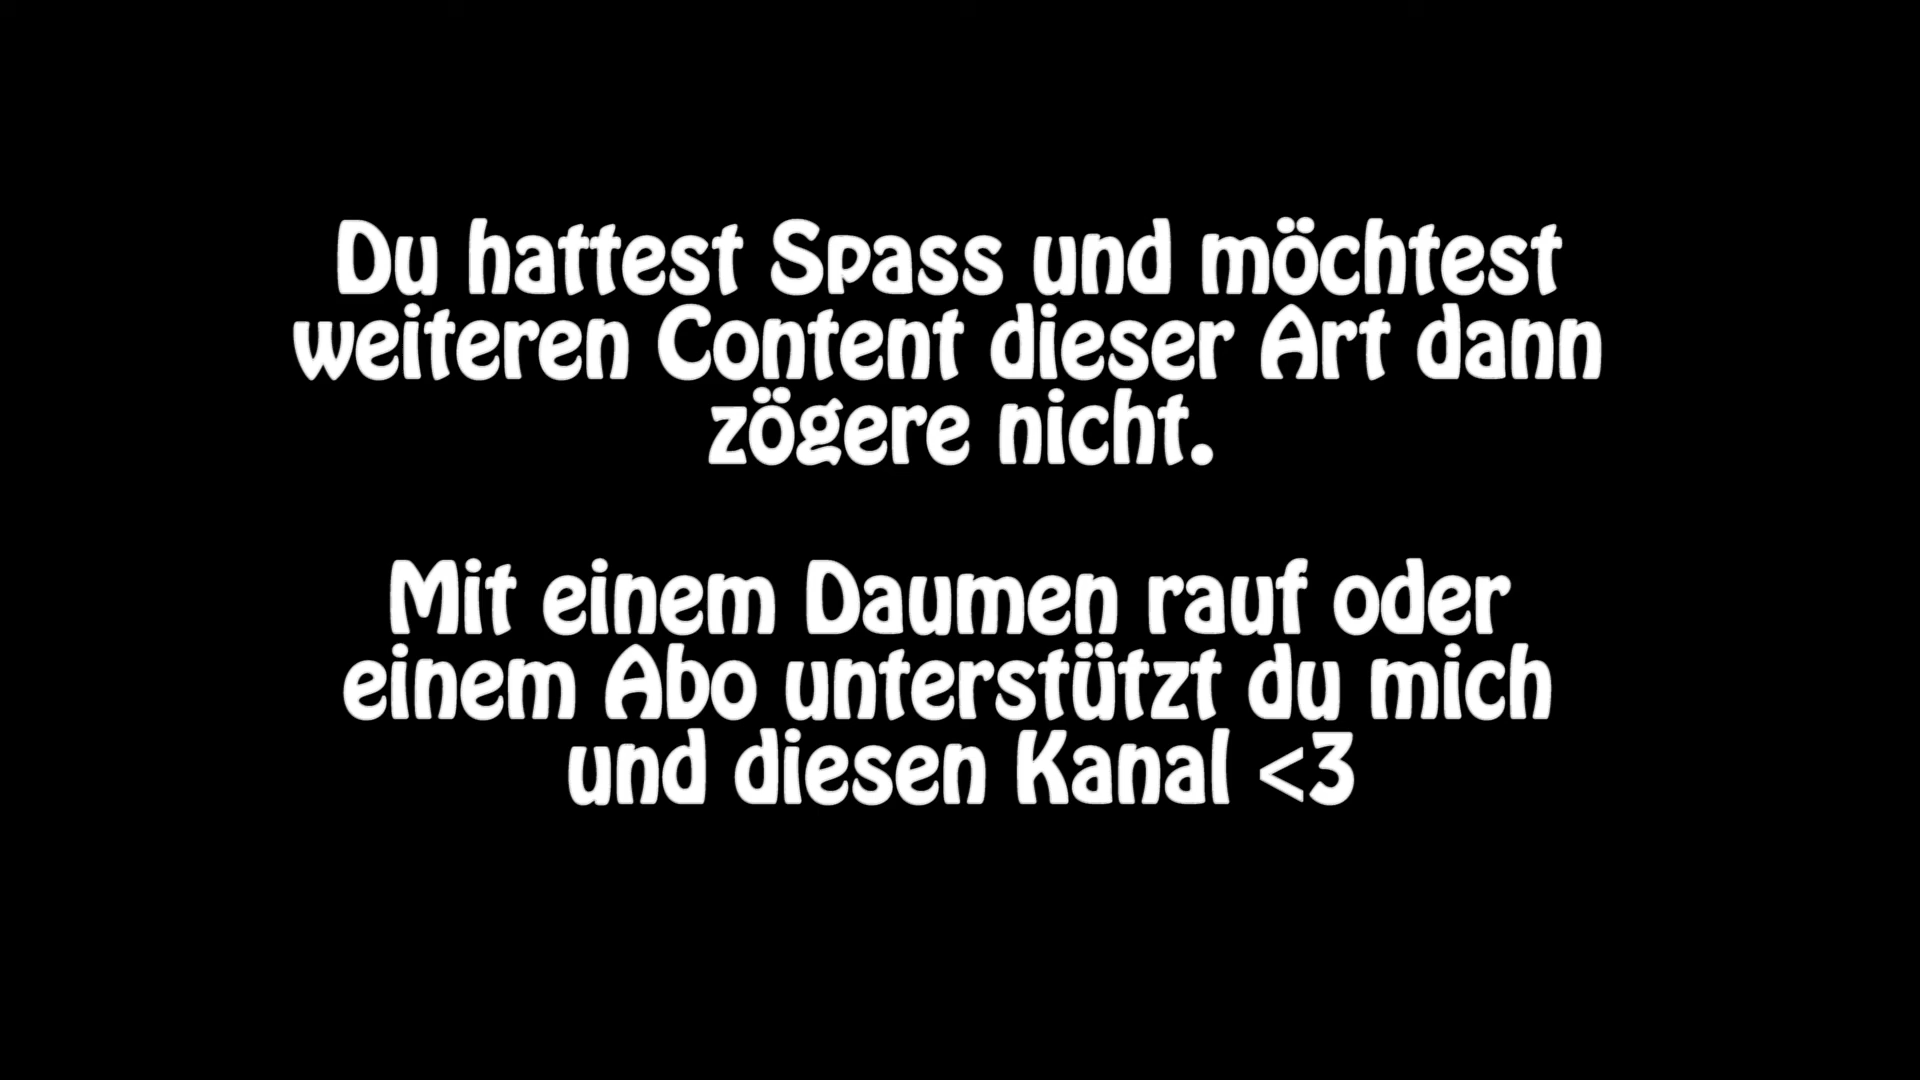 Du hattest Spass und möchtest
weiteren Content dieser Art dann
zögere nicht.
Mit einem Daumen rauf oder
einem Abo unterstützt du mich
und diesen Kanal <3